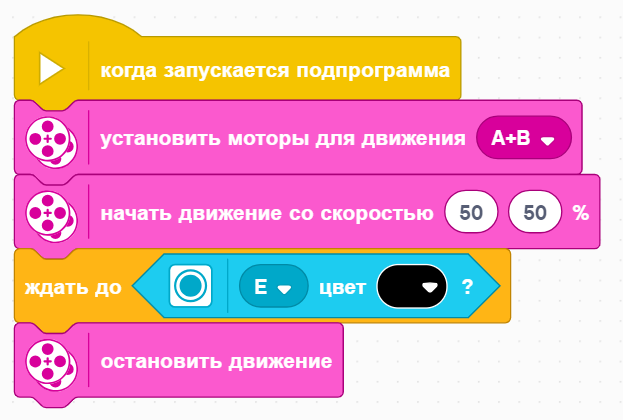 когда запускается подпрограмма
установить моторы для движения A+B
начать движение со скоростью 50 50 %
ждать до E цвет ?
остановить движение